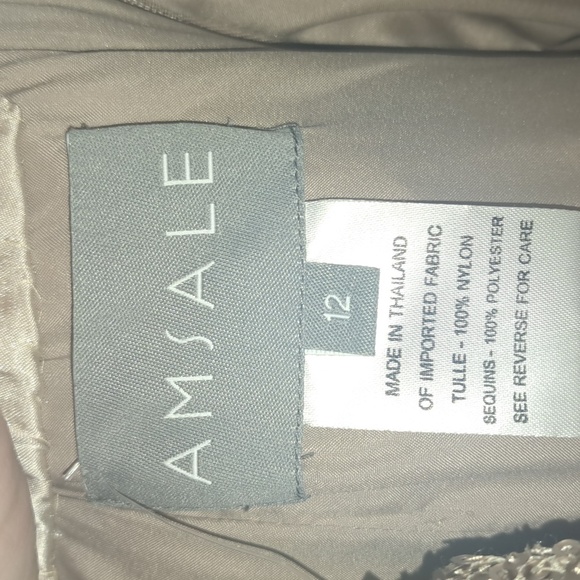 AMSALE
12
MADE IN THAILAND
OF IMPORTED FABRIC
TULLE - 100% NYLON
SEQUINS - 100% POLYESTER
SEE REVERSE FOR CARE